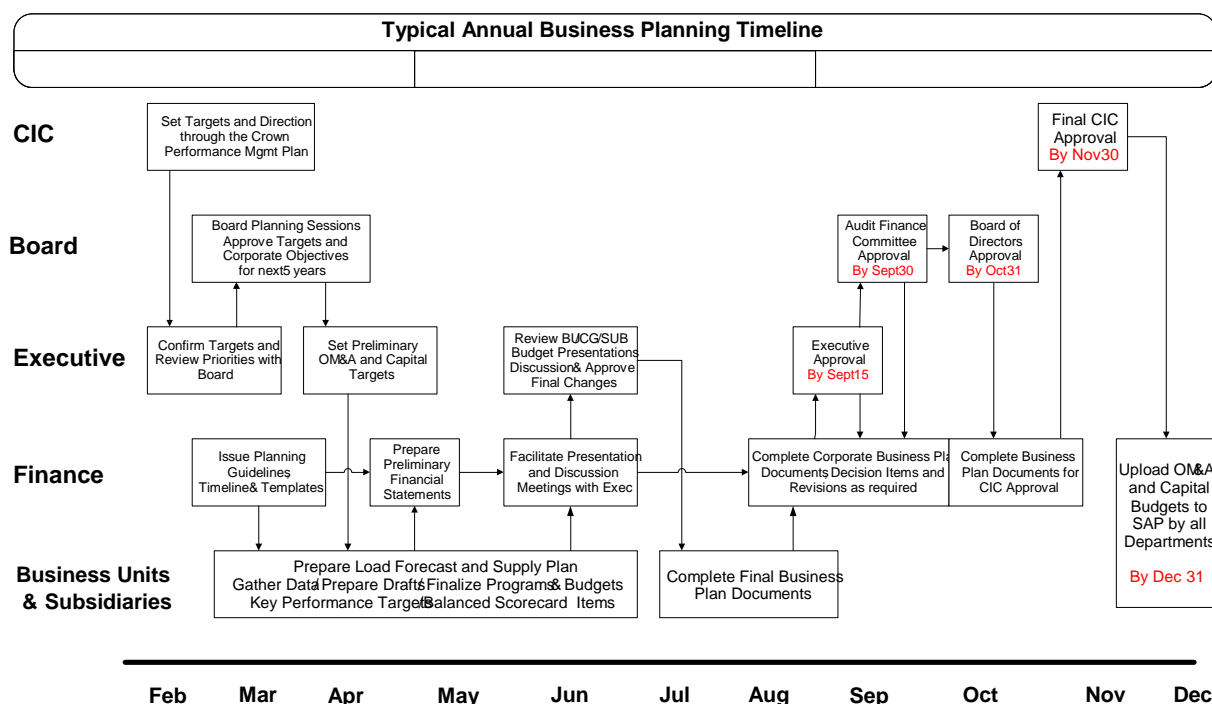 Typical Annual Business Planning Timeline
CIC
Set Targets and Direction
through the Crown
Performance Mgmt Plan
Final CIC
Approval
By Nov30
Board
Board Planning Sessions
Approve Targets and
Corporate Objectives
for next5 years
Audit Finance
Committee
Approval
By Sept30
Board of
Directors
Approval
By Oct31
Executive
Confirm Targets and
Review Priorities with
Board
Set Preliminary
OM&A and Capital
Targets
Review BU/CG/SUB
Budget Presentations
Discussion& Approve
Final Changes
Executive
Approval
By Sept15
Finance
Issue Planning
Guidelines,
Timeline& Templates
Prepare
Preliminary
Financial
Statements
Facilitate Presentation
and Discussion
Meetings with Exec
Complete Corporate Business Pla
Documents, Decision Items and
Revisions as required
Complete Business
Plan Documents for
CIC Approval
Upload OM&A
and Capital
Budgets to
SAP by all
Departments
By Dec 31
Business Units
& Subsidiaries
Prepare Load Forecast and Supply Plan
Gather Data/Prepare Drafts/Finalize Programs& Budgets
Key Performance Targets/Balanced Scorecard Items
Complete Final Business
Plan Documents
Feb Mar Apr May Jun Jul Aug Sep Oct Nov Dec